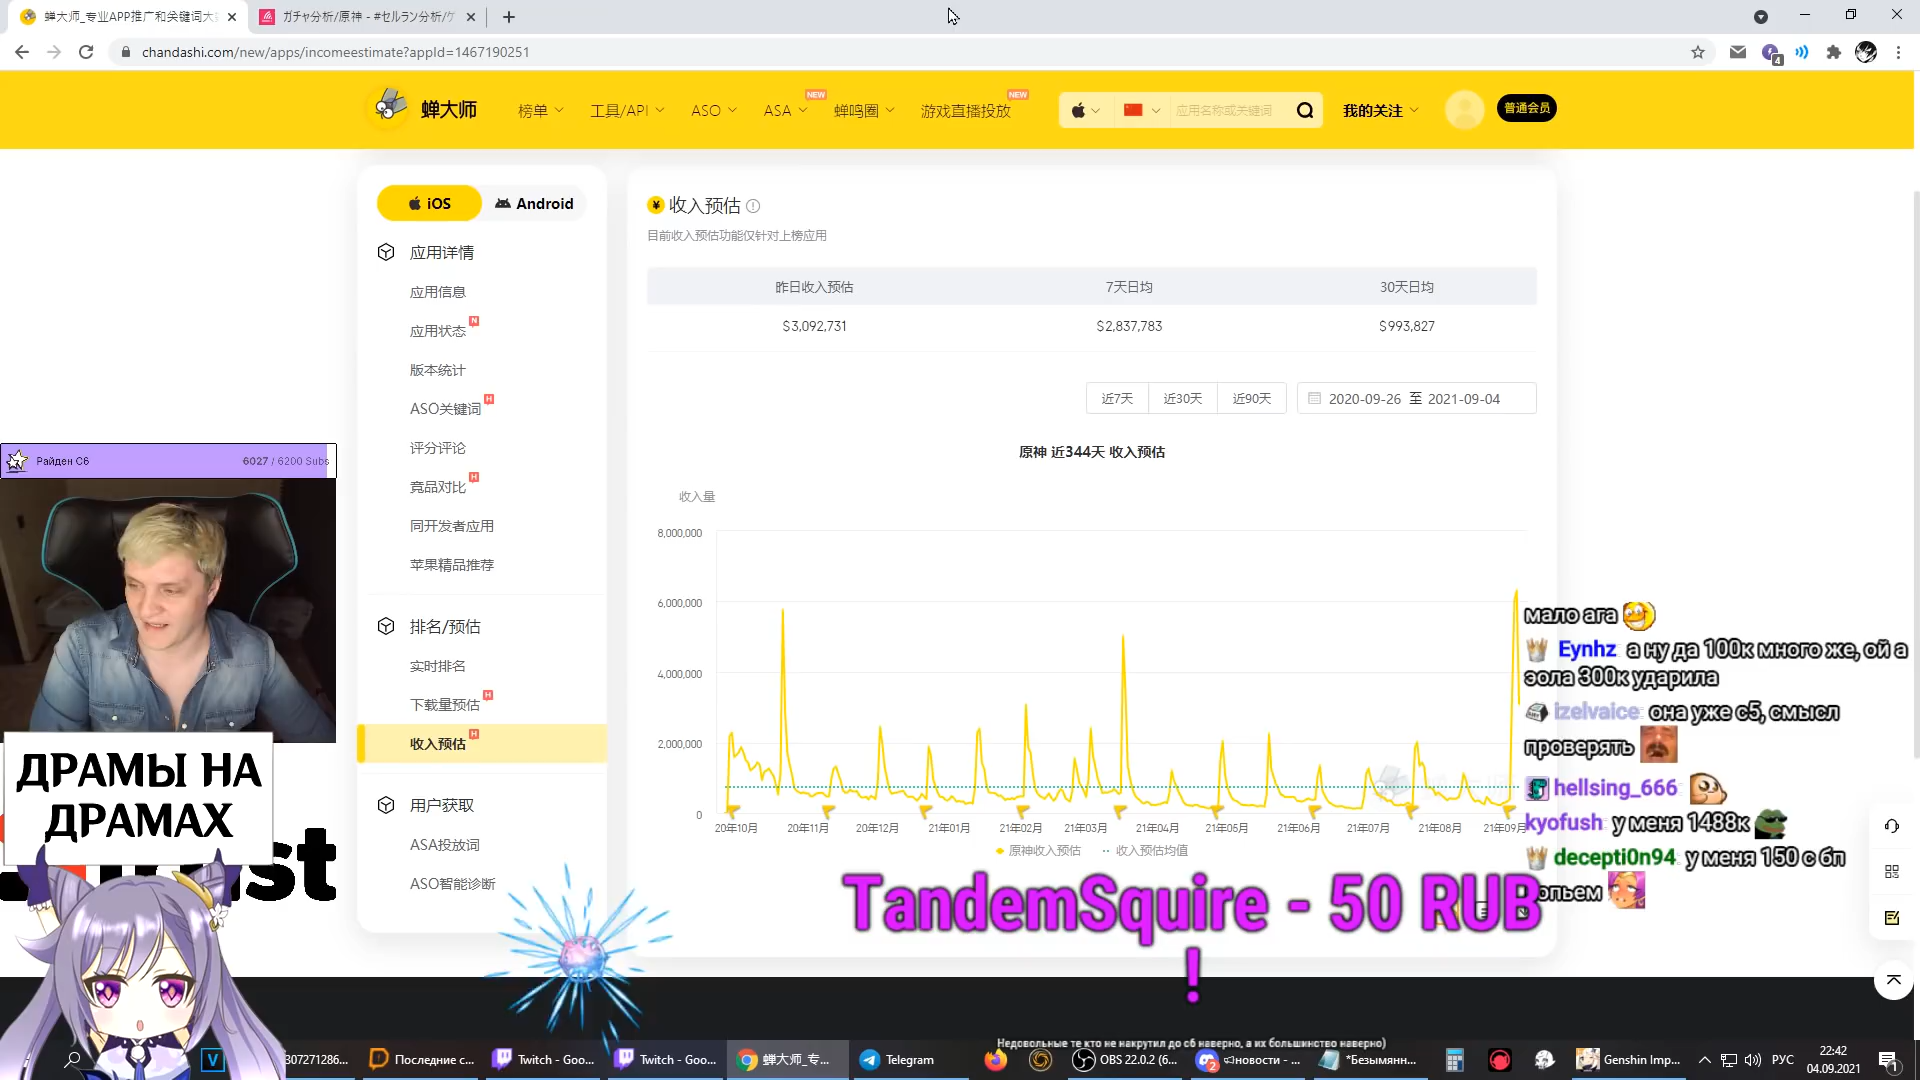 蝉大师_专业APP推广和关键词大
ガチャ分析/原神 - #セルラン分析/ケ
chandashi.com/new/apps/incomeestimate?appId=1467190251
4
蝉大师
榜单
工具/API
ASO
ASA
NEW
蝉鸣圈
游戏直播投放
NEW
应用名称或关键词
我的关注
普通会员
iOS
Android
应用详情
应用信息
应用状态 N
版本统计
ASO关键词 H
评分评论
竞品对比 H
同开发者应用
苹果精品推荐
排名/预估
实时排名
下载量预估 H
收入预估 H
用户获取
ASA投放词
ASO智能诊断
¥ 收入预估
目前收入预估功能仅针对上榜应用
昨日收入预估 7天日均 30天日均
$3,092,731 $2,837,783 $993,827
近7天 近30天 近90天 2020-09-26 至 2021-09-04
原神 近344天 收入预估
收入量
8,000,000
6,000,000
4,000,000
2,000,000
0
20年10月 20年11月 20年12月 21年01月 21年02月 21年03月 21年04月 21年05月 21年06月 21年07月 21年08月 21年09月
原神收入预估 收入预估均值
Райден С6 6027 / 6200 Subs
ДРАМЫ НА
ДРАМАХ
st
мало ага
Eynhz а ну да 100к много же, ой а
эола 300к ударила
izelvaice она уже с5, смысл
проверять
hellsing_666
kyofush у меня 1488к
decepti0n94 у меня 150 с бп
опьем
TandemSquire - 50 RUB
!
Недовольные те кто не накрутил до с6 наверно, а их большинство наверно)
V
307271286...
Последние с...
Twitch - Goo...
Twitch - Goo...
蝉大师_专...
Telegram
OBS 22.0.2 (6...
2
новости - ...
*Безымянн...
Genshin Imp...
РУС
22:42
04.09.2021
1